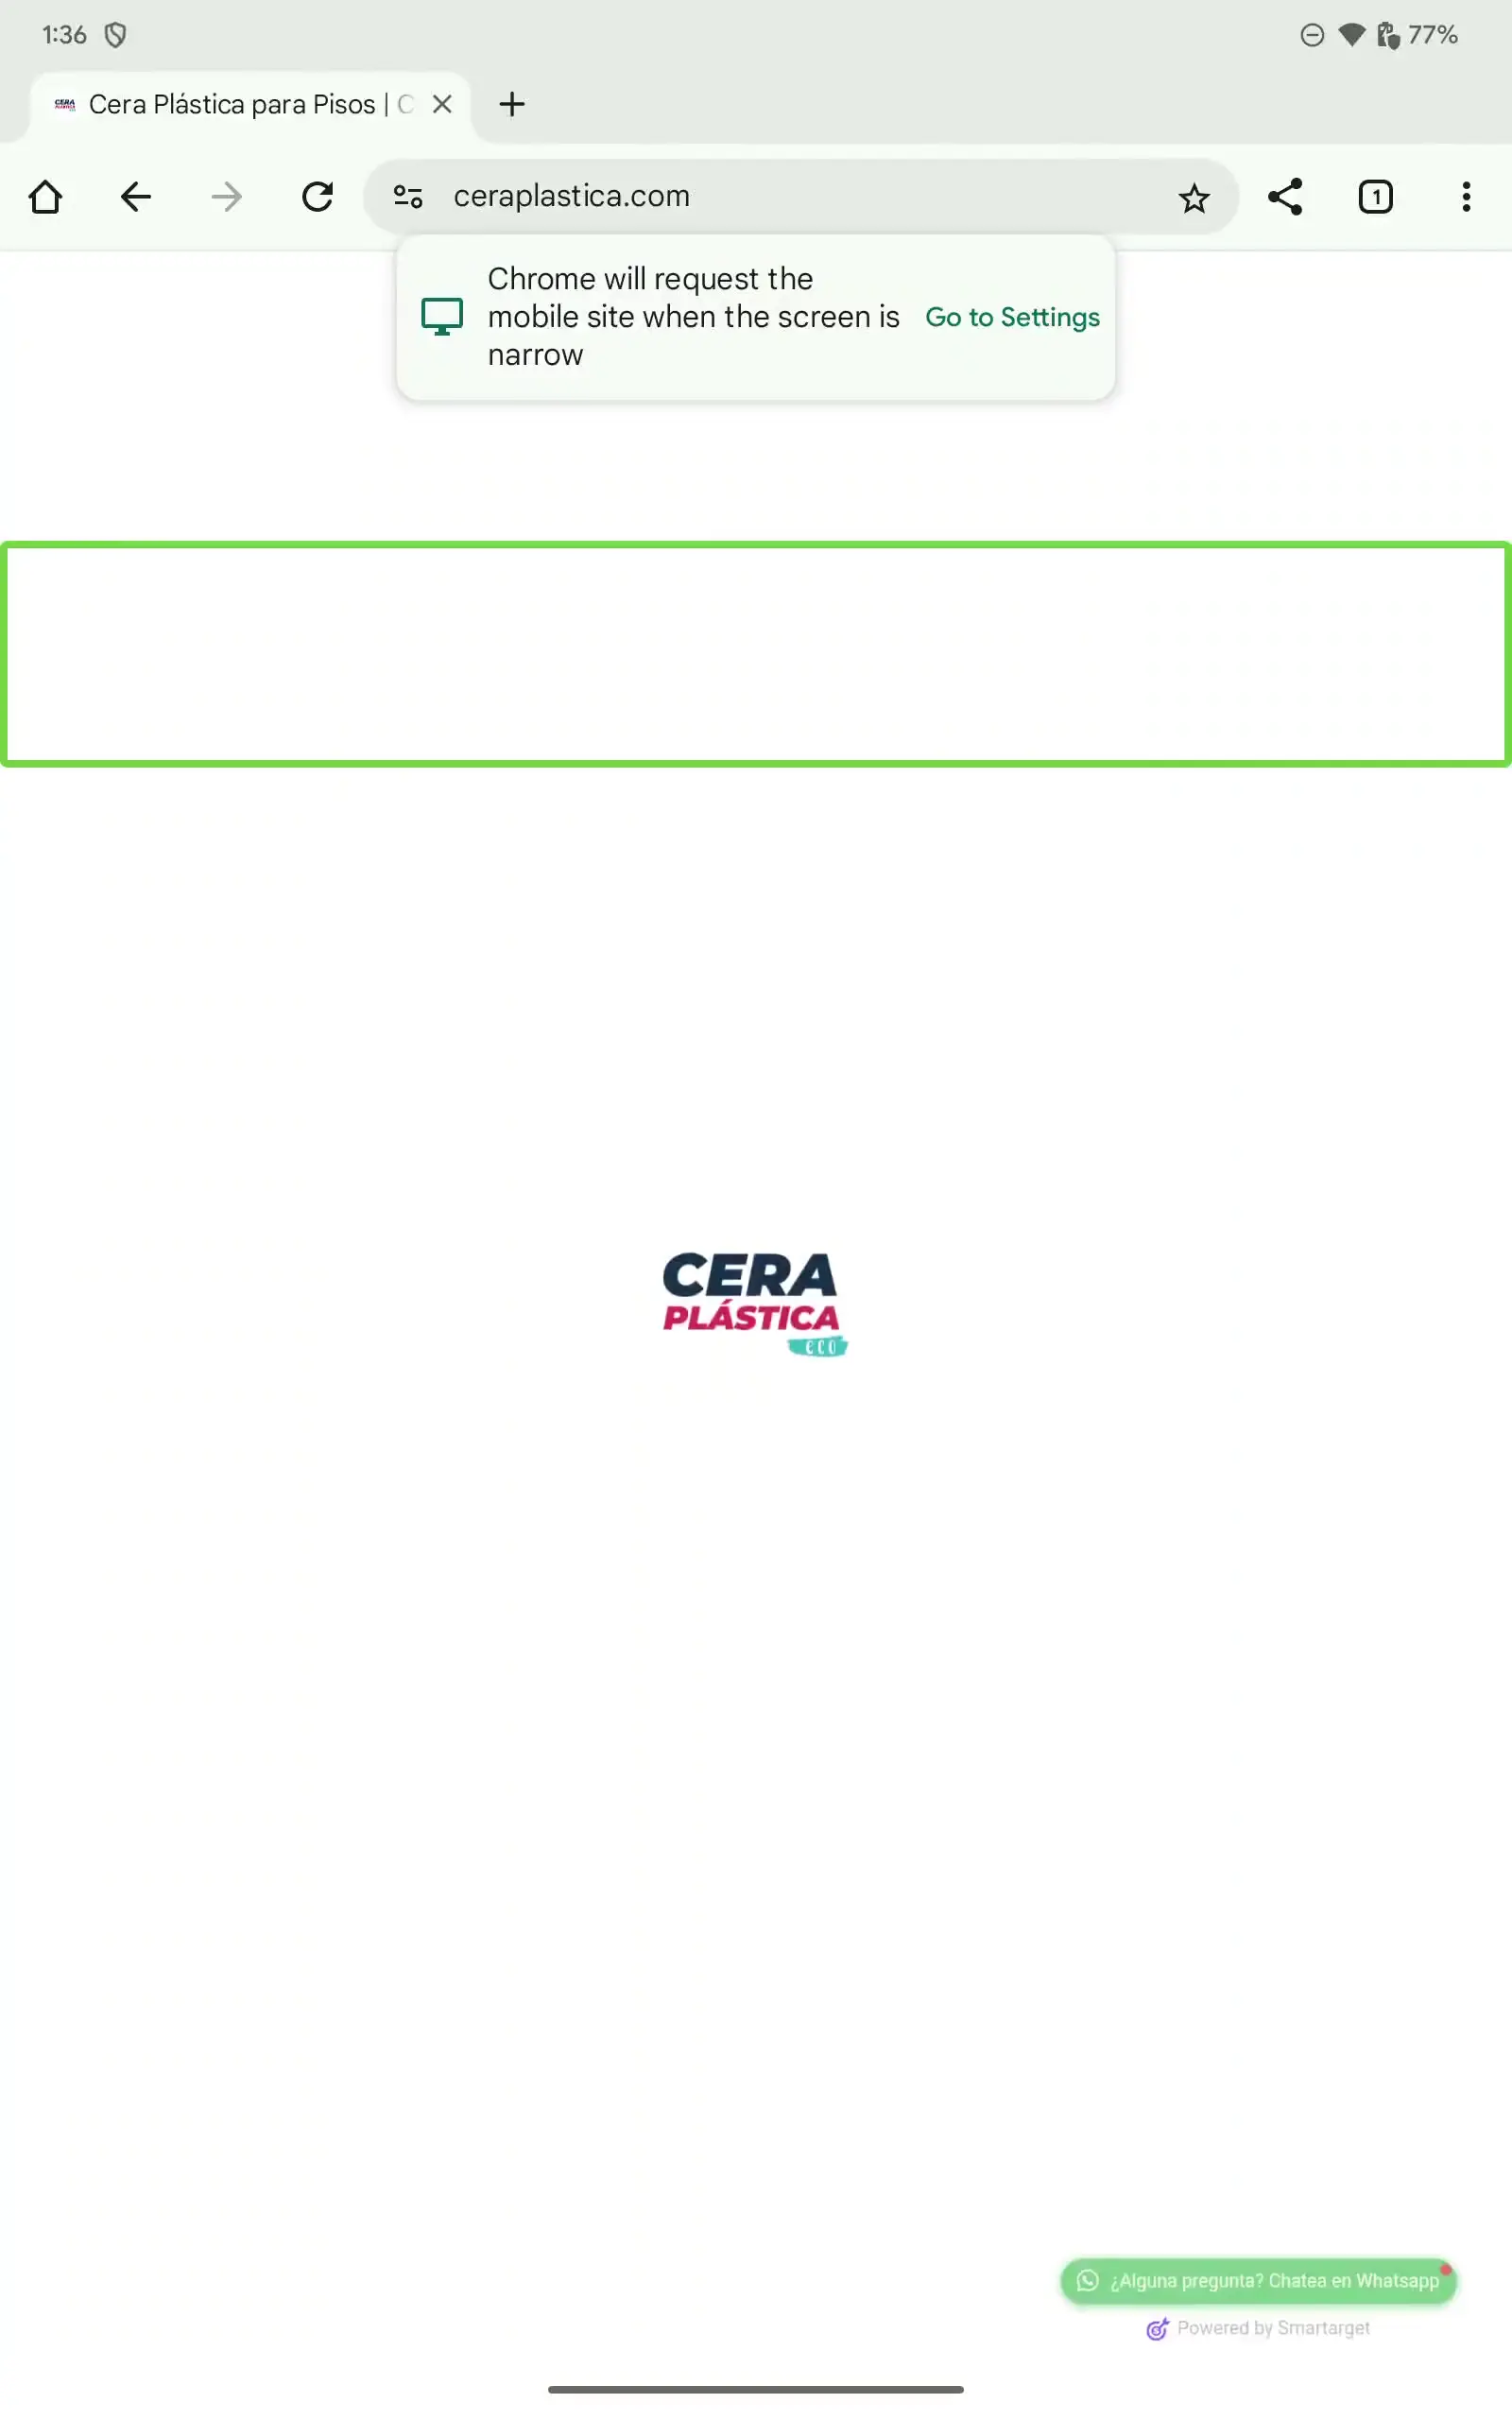 1:36
77%
Cera Plástica para Pisos | C
ceraplastica.com
1
Chrome will request the
mobile site when the screen is
narrow
Go to Settings
CERA
PLÁSTICA
eco
¿Alguna pregunta? Chatea en Whatsapp
Powered by Smartarget